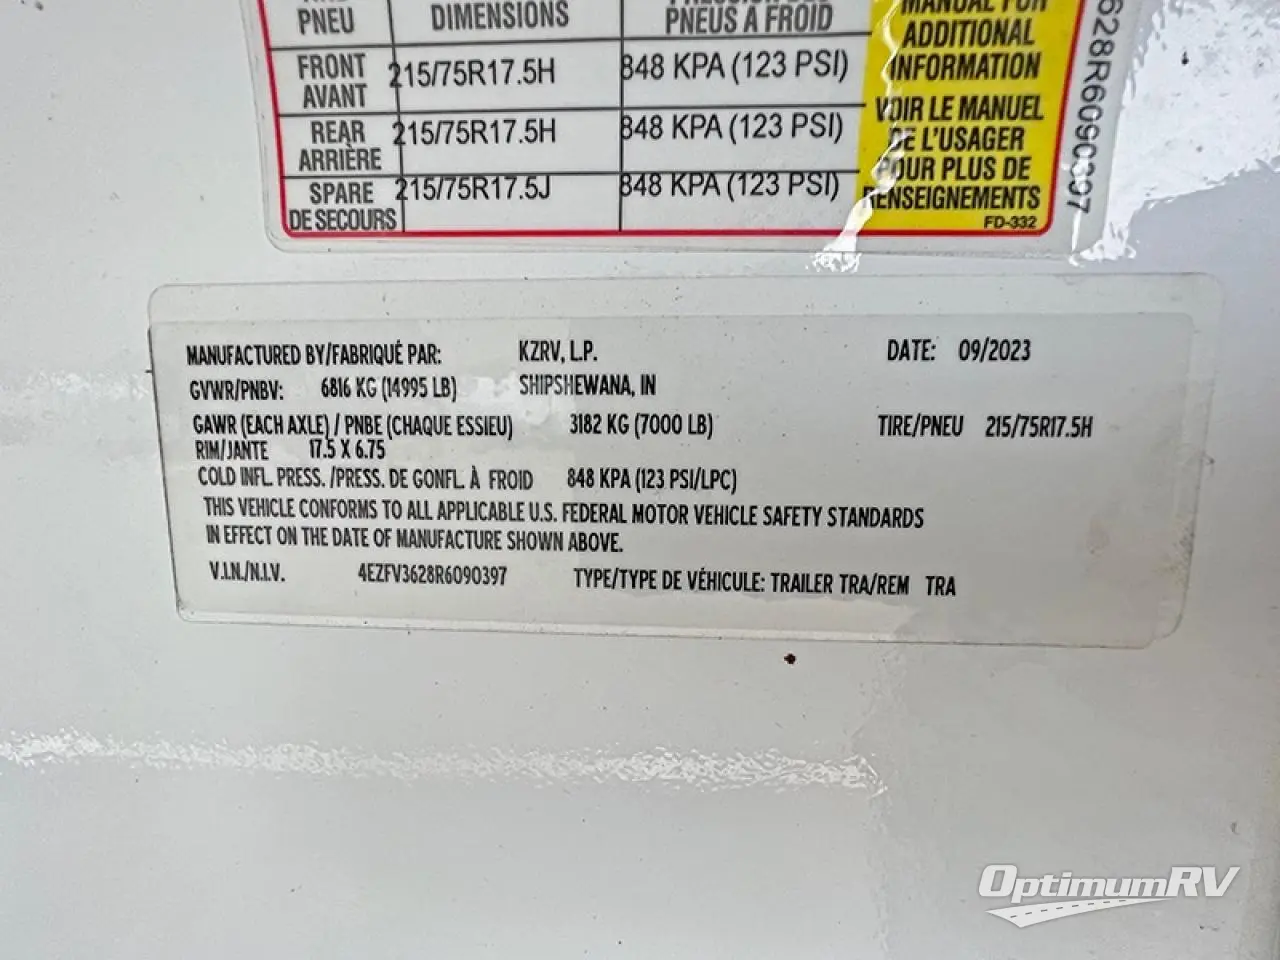 PNEU DIMENSIONS PNEUS À FROID
MANUAL FOR
ADDITIONAL
INFORMATION
FRONT
AVANT 215/75R17.5H 848 KPA (123 PSI)
REAR
ARRIÈRE 215/75R17.5H 848 KPA (123 PSI)
SPARE
DE SECOURS 215/75R17.5J 848 KPA (123 PSI)
VOIR LE MANUEL
DE L'USAGER
POUR PLUS DE
RENSEIGNEMENTS
FD-332
628R6090397
MANUFACTURED BY/FABRIQUÉ PAR: KZRV, L.P. DATE: 09/2023
GVWR/PNBV: 6816 KG (14995 LB) SHIPSHEWANA, IN
GAWR (EACH AXLE) / PNBE (CHAQUE ESSIEU) 3182 KG (7000 LB) TIRE/PNEU 215/75R17.5H
RIM/JANTE 17.5 X 6.75
COLD INFL. PRESS. /PRESS. DE GONFL. À FROID 848 KPA (123 PSI/LPC)
THIS VEHICLE CONFORMS TO ALL APPLICABLE U.S. FEDERAL MOTOR VEHICLE SAFETY STANDARDS
IN EFFECT ON THE DATE OF MANUFACTURE SHOWN ABOVE.
V.I.N./N.I.V. 4EZFV3628R6090397 TYPE/TYPE DE VÉHICULE: TRAILER TRA/REM TRA
OptimumRV